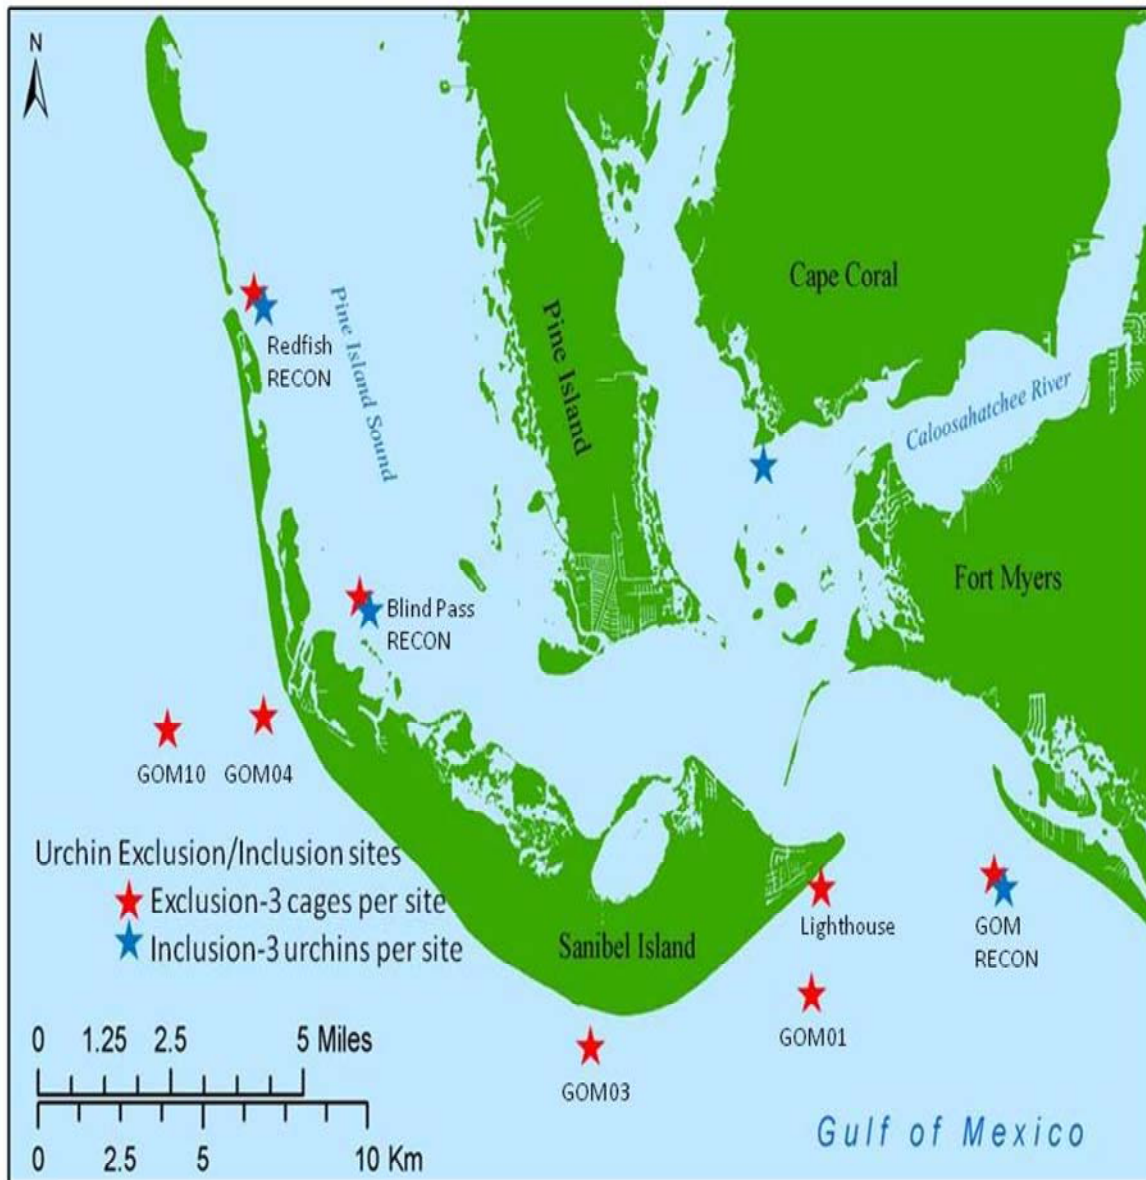 N
Cape Coral
Pine Island Sound
Pine Island
Caloosahatchee River
Redfish
RECON
Fort Myers
Blind Pass
RECON
GOM10
GOM04
Urchin Exclusion/Inclusion sites
Exclusion-3 cages per site
Inclusion-3 urchins per site
Lighthouse
GOM
RECON
Sanibel Island
GOM01
GOM03
0 1.25 2.5 5 Miles
0 2.5 5 10 Km
Gulf of Mexico